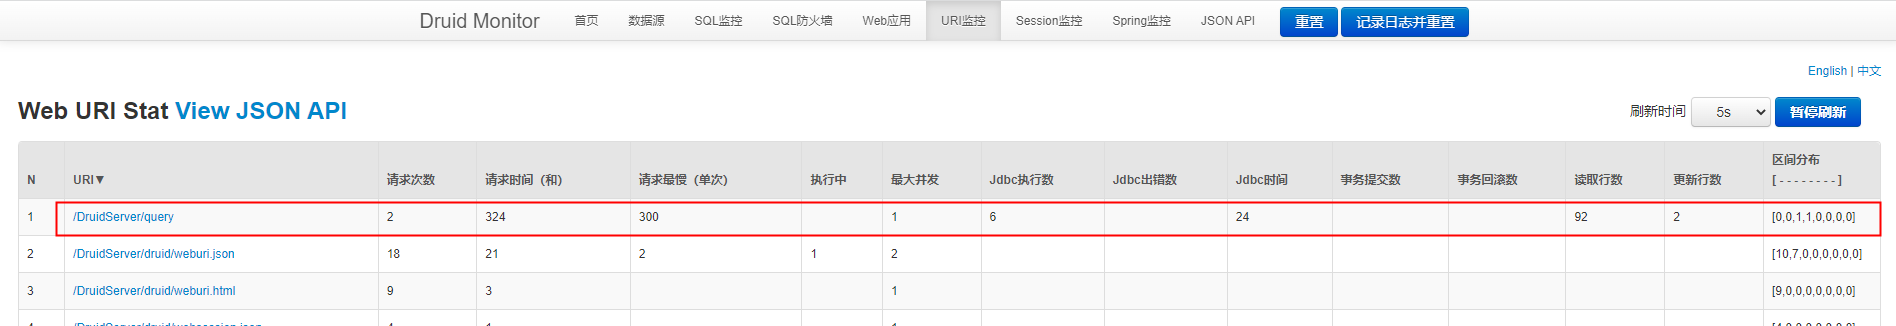 Druid Monitor 首页 数据源 SQL监控 SQL防火墙 Web应用 URI监控 Session监控 Spring监控 JSON API 重置 记录日志并重置
English | 中文
Web URI Stat View JSON API 刷新时间 5s 暂停刷新
N URI▼ 请求次数 请求时间（和） 请求最慢（单次） 执行中 最大并发 Jdbc执行数 Jdbc出错数 Jdbc时间 事务提交数 事务回滚数 读取行数 更新行数 区间分布
[ - - - - - - - - ]
1 /DruidServer/query 2 324 300 1 6 24 92 2 [0,0,1,1,0,0,0,0]
2 /DruidServer/druid/weburi.json 18 21 2 1 2 [10,7,0,0,0,0,0,0]
3 /DruidServer/druid/weburi.html 9 3 1 [9,0,0,0,0,0,0,0]